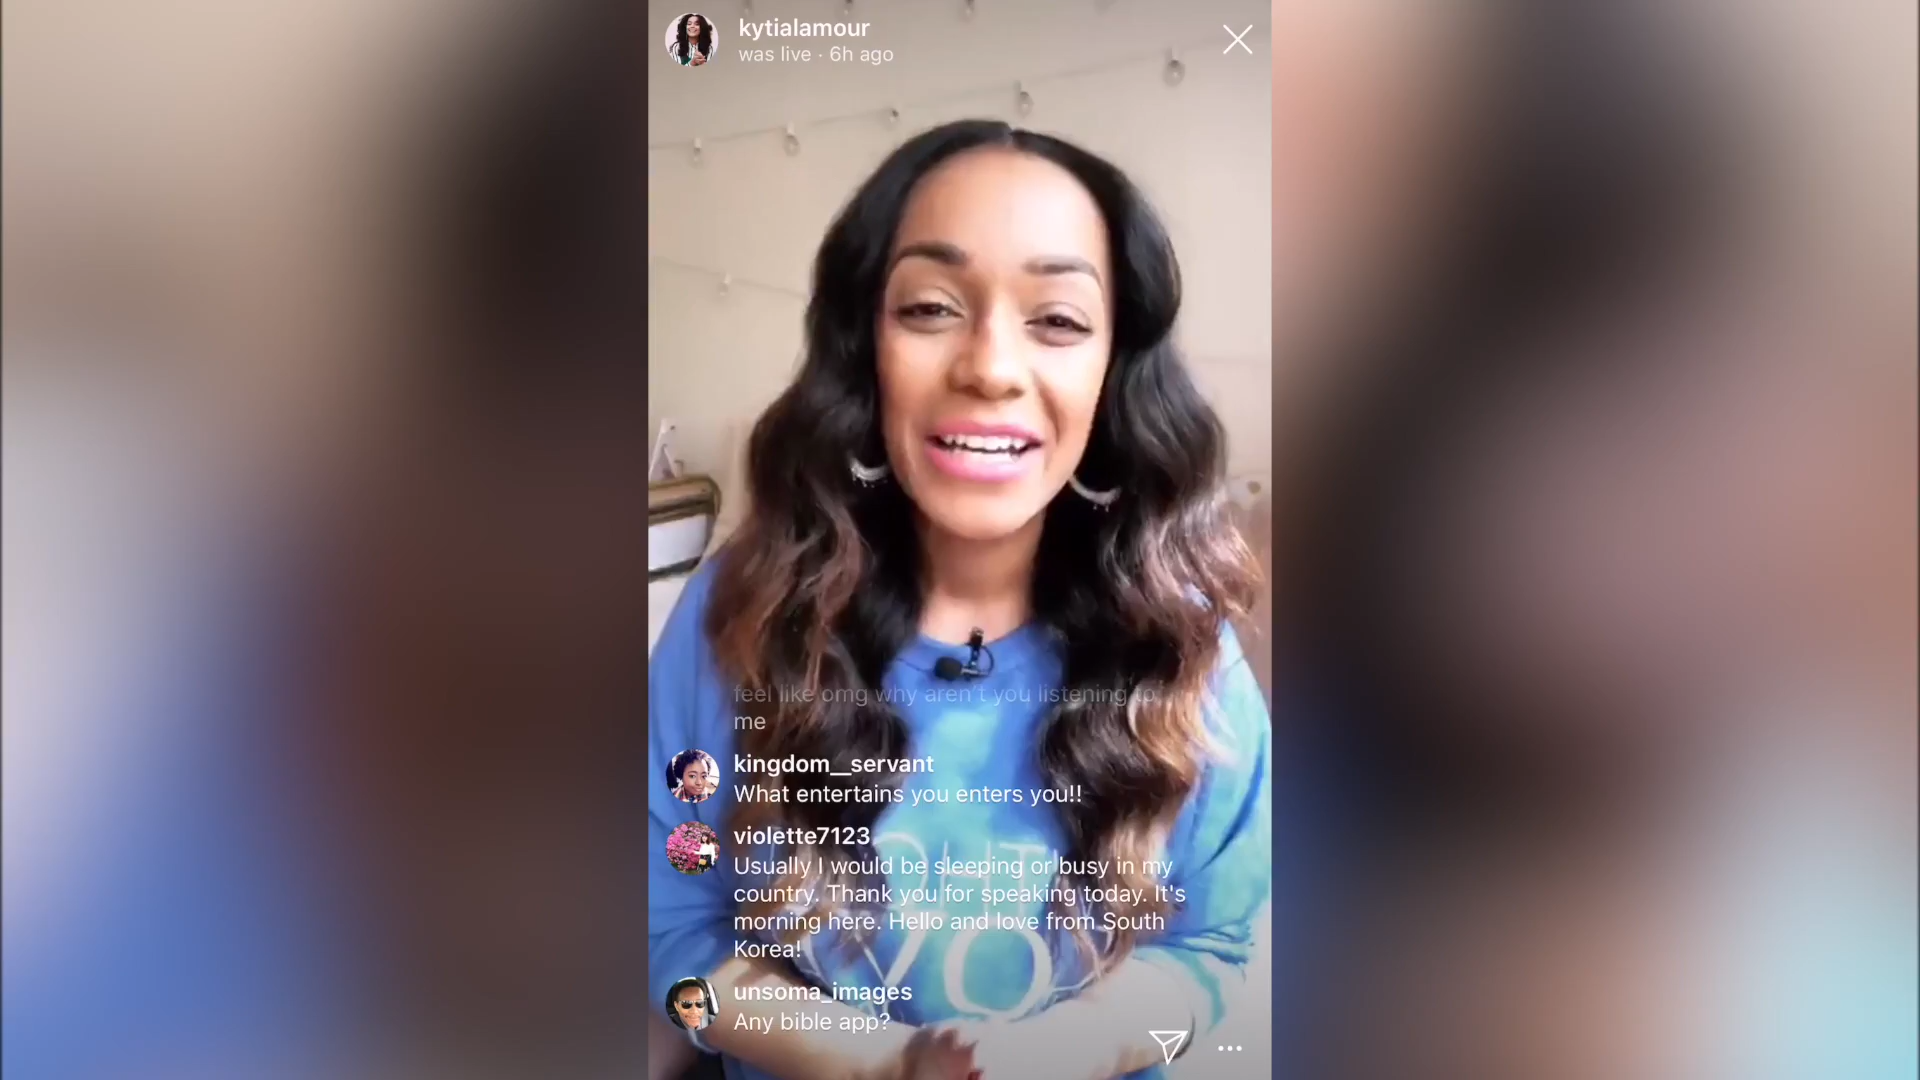 kytialamour
was live · 6h ago
feel like omg why aren't you listening to
me
kingdom__servant
What entertains you enters you!!
violette7123
Usually I would be sleeping or busy in my
country. Thank you for speaking today. It's
morning here. Hello and love from South
Korea!
unsoma_images
Any bible app?